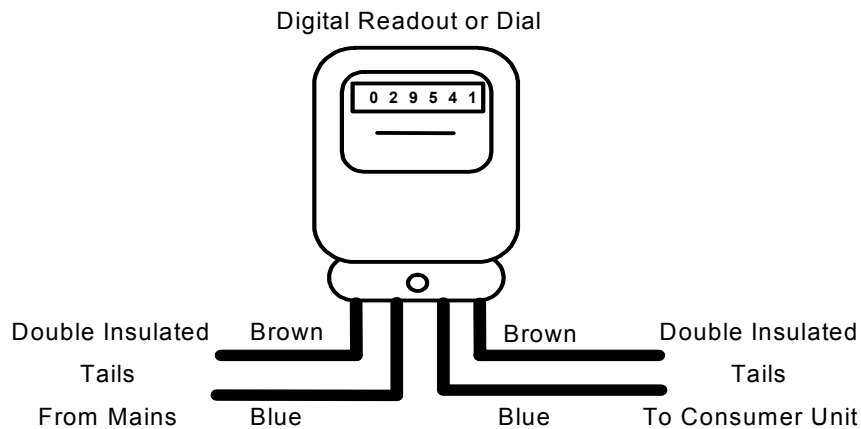 Digital Readout or Dial
0 2 9 5 4 1
Double Insulated Brown Brown Double Insulated
Tails Tails
From Mains Blue Blue To Consumer Unit